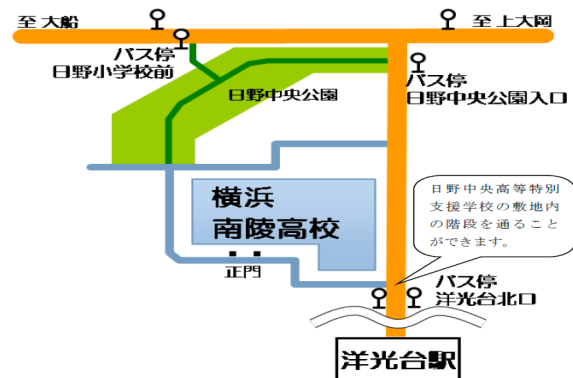 至 大船
至 上大岡
バス停
日野小学校前
バス停
日野中央公園入口
日野中央公園
日野中央高等特別
支援学校の敷地内
の階段を通ること
ができます。
横浜
南陵高校
正門
バス停
洋光台北口
洋光台駅